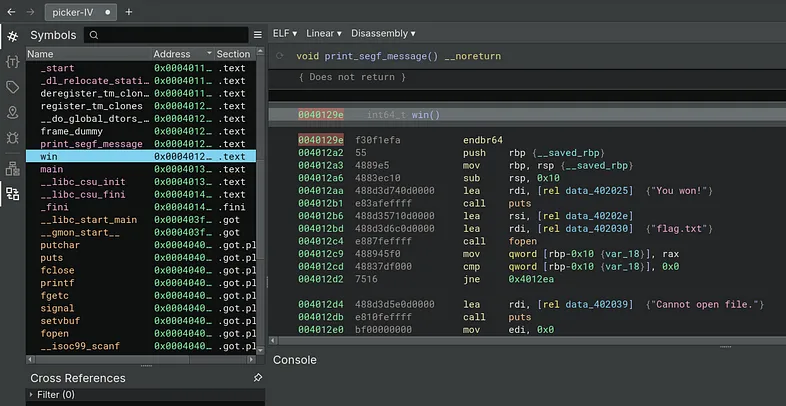 picker-IV
Symbols
ELF ▾ Linear ▾ Disassembly ▾
Name Address Section
void print_segf_message() __noreturn
{ Does not return }
_start 0x0004011… .text
_dl_relocate_stati… 0x0004011… .text
deregister_tm_clon… 0x0004011… .text
register_tm_clones 0x0004012… .text
__do_global_dtors_… 0x0004012… .text
frame_dummy 0x0004012… .text
print_segf_message 0x0004012… .text
win 0x0004012… .text
main 0x0004013… .text
__libc_csu_init 0x0004013… .text
__libc_csu_fini 0x0004014… .text
_fini 0x0004014… .fini
__libc_start_main 0x000403f… .got
__gmon_start__ 0x000403f… .got
putchar 0x0004040… .got.pl
puts 0x0004040… .got.pl
fclose 0x0004040… .got.pl
printf 0x0004040… .got.pl
fgetc 0x0004040… .got.pl
signal 0x0004040… .got.pl
setvbuf 0x0004040… .got.pl
fopen 0x0004040… .got.pl
__isoc99_scanf 0x0004040… .got.pl
0040129e int64_t win()
0040129e f30f1efa endbr64
004012a2 55 push rbp {__saved_rbp}
004012a3 4889e5 mov rbp, rsp {__saved_rbp}
004012a6 4883ec10 sub rsp, 0x10
004012aa 488d3d740d0000 lea rdi, [rel data_402025] {"You won!"}
004012b1 e83afeffff call puts
004012b6 488d35710d0000 lea rsi, [rel 40202e]
004012bd 488d3d6c0d0000 lea rdi, [rel data_402030] {"flag.txt"}
004012c4 e887feffff call fopen
004012c9 488945f0 mov qword [rbp-0x10 {var_18}], rax
004012cd 48837df000 cmp qword [rbp-0x10 {var_18}], 0x0
004012d2 7516 jne 0x4012ea
004012d4 488d3d5e0d0000 lea rdi, [rel data_402039] {"Cannot open file."}
004012db e810feffff call puts
004012e0 bf00000000 mov edi, 0x0
Console
Cross References
Filter (0)